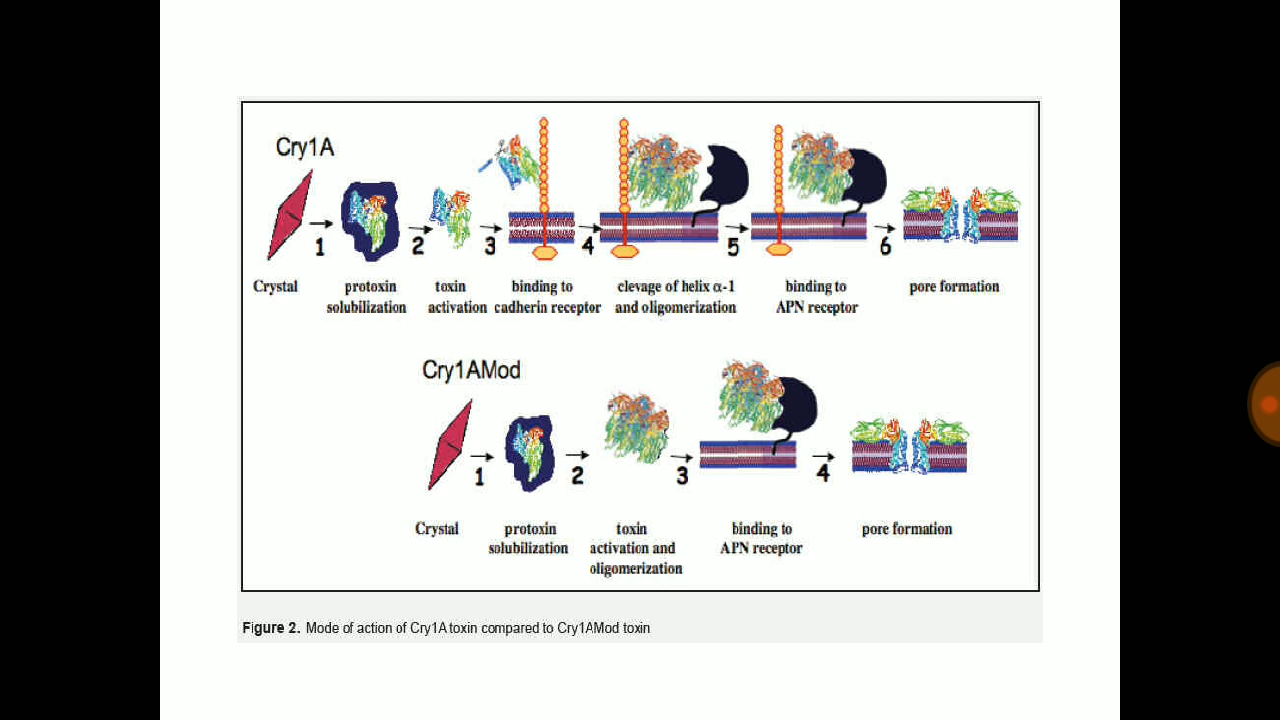 Cry1A
1
2
3
4
5
6
Crystal
protoxin
solubilization
toxin
activation
binding to
cadherin receptor
clevage of helix α-1
and oligomerization
binding to
APN receptor
pore formation
Cry1AMod
1
2
3
4
Crystal
protoxin
solubilization
toxin
activation and
oligomerization
binding to
APN receptor
pore formation
Figure 2. Mode of action of Cry1A toxin compared to Cry1AMod toxin